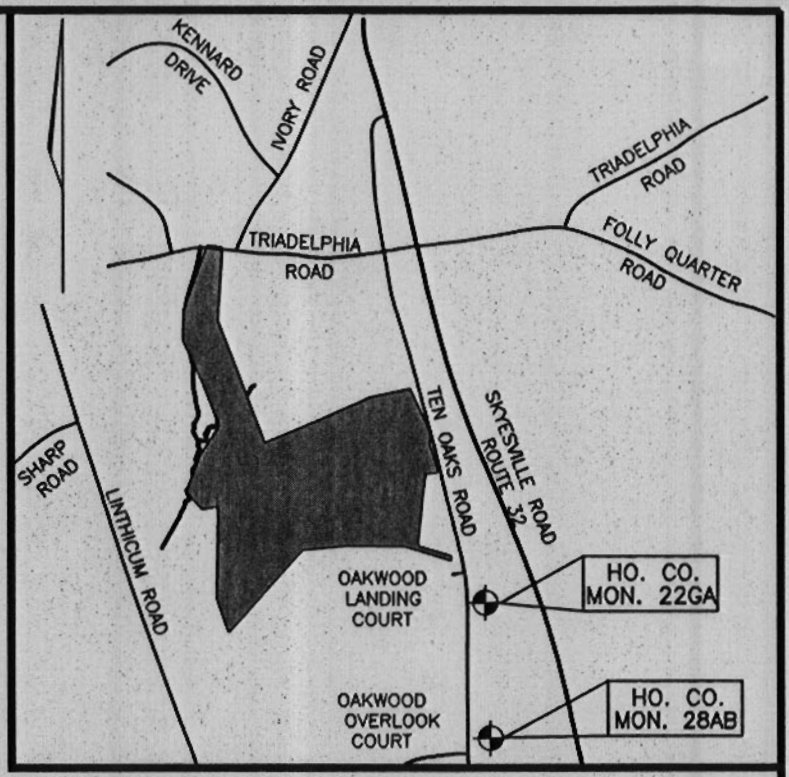 KENNARD
DRIVE
IVORY ROAD
TRIADELPHIA
ROAD
TRIADELPHIA
ROAD
FOLLY QUARTER
ROAD
SHARP
ROAD
LINTHICUM ROAD
TEN OAKS ROAD
SKYESVILLE ROAD
ROUTE 32
OAKWOOD
LANDING
COURT
HO. CO.
MON. 22GA
OAKWOOD
OVERLOOK
COURT
HO. CO.
MON. 28AB